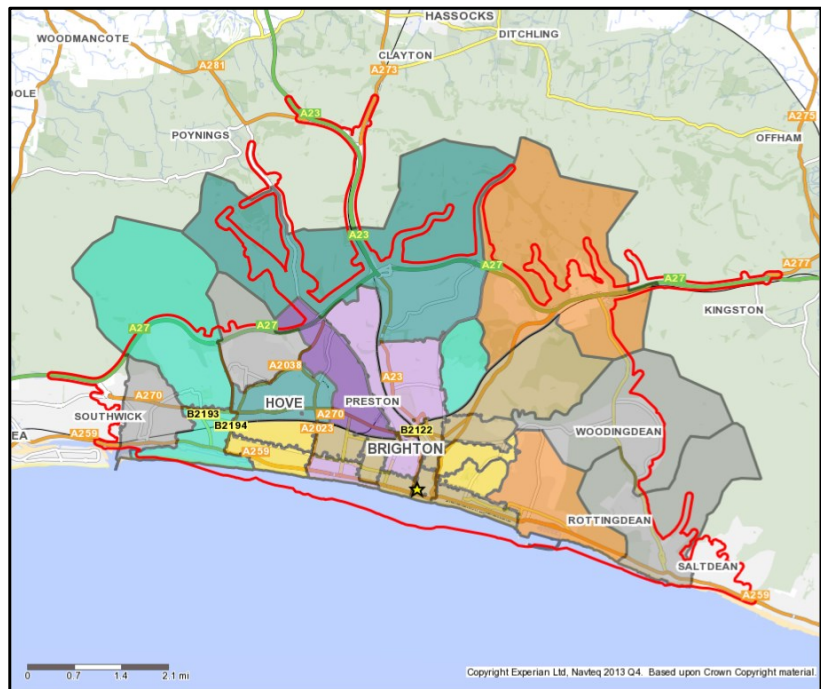 HASSOCKS
DITCHLING
WOODMANCOTE
CLAYTON
A281
A273
OLE
A23
A275
POYNINGS
OFFHAM
A23
A27
A277
A27
KINGSTON
A27
A27
A2038
A23
A270
SOUTHWICK
B2193
HOVE
PRESTON
A270
B2194
A2023
B2122
EA
A259
WOODINGDEAN
BRIGHTON
A259
ROTTINGDEAN
SALTDEAN
A259
0 0.7 1.4 2.1 mi
Copyright Experian Ltd, Navteq 2013 Q4. Based upon Crown Copyright material.